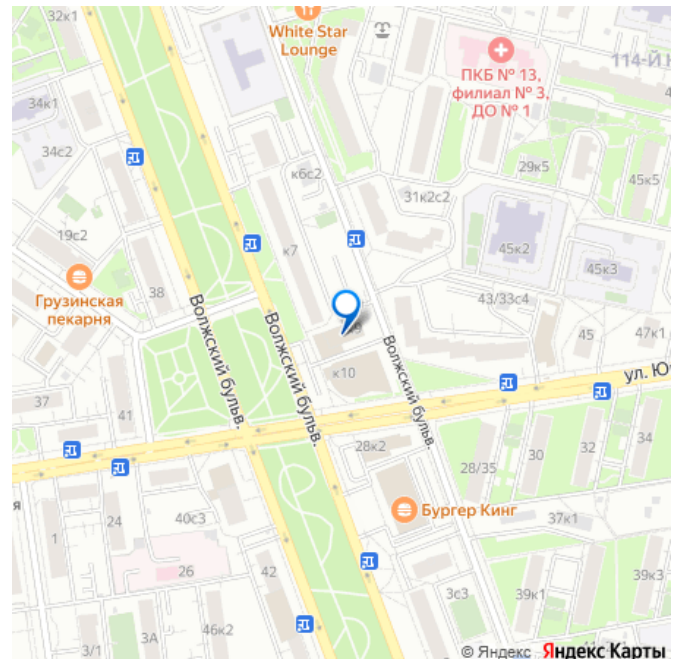 32к1
White Star
Lounge
114-Й
ПКБ № 13,
филиал № 3,
ДО № 1
34к1
34с2
к6с2
29к5
45к5
31к2с2
19с2
к7
45к2
45к3
Грузинская
пекарня
38
43/33с4
Волжский бульв.
Волжский бульв.
Волжский бульв.
45
47к1
к10
ул. Ю
37
41
28к2
28/35
30
32
34
24
40с3
Бургер Кинг
37к1
1
26
42
3с3
39к1
39к3
3/1
3А
46к2
© Яндекс Яндекс Карты